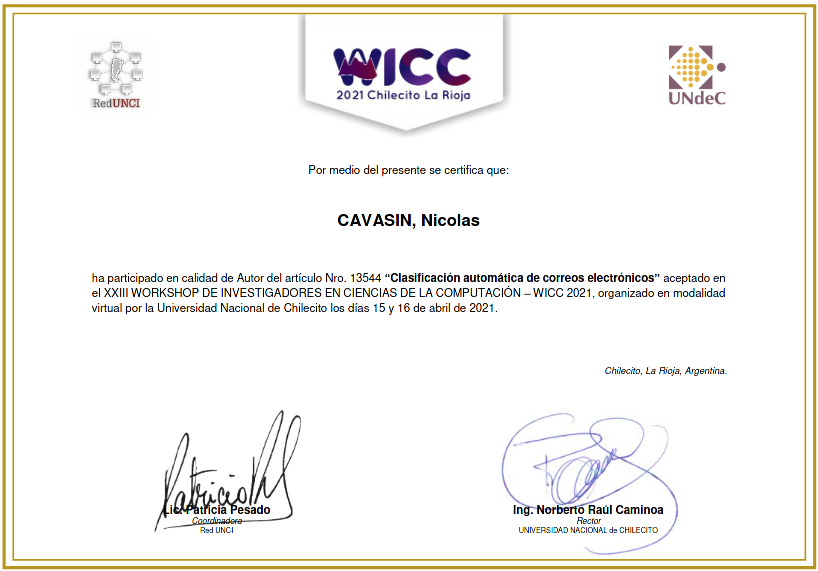 RedUNCI
WICC
2021 Chilecito La Rioja
UNdeC
Por medio del presente se certifica que:
CAVASIN, Nicolas
ha participado en calidad de Autor del artículo Nro. 13544 “Clasificación automática de correos electrónicos” aceptado en
el XXIII WORKSHOP DE INVESTIGADORES EN CIENCIAS DE LA COMPUTACIÓN – WICC 2021, organizado en modalidad
virtual por la Universidad Nacional de Chilecito los días 15 y 16 de abril de 2021.
Chilecito, La Rioja, Argentina.
Lic. Patricia Pesado
Coordinadora
Red UNCI
Ing. Norberto Raúl Caminoa
Rector
UNIVERSIDAD NACIONAL de CHILECITO